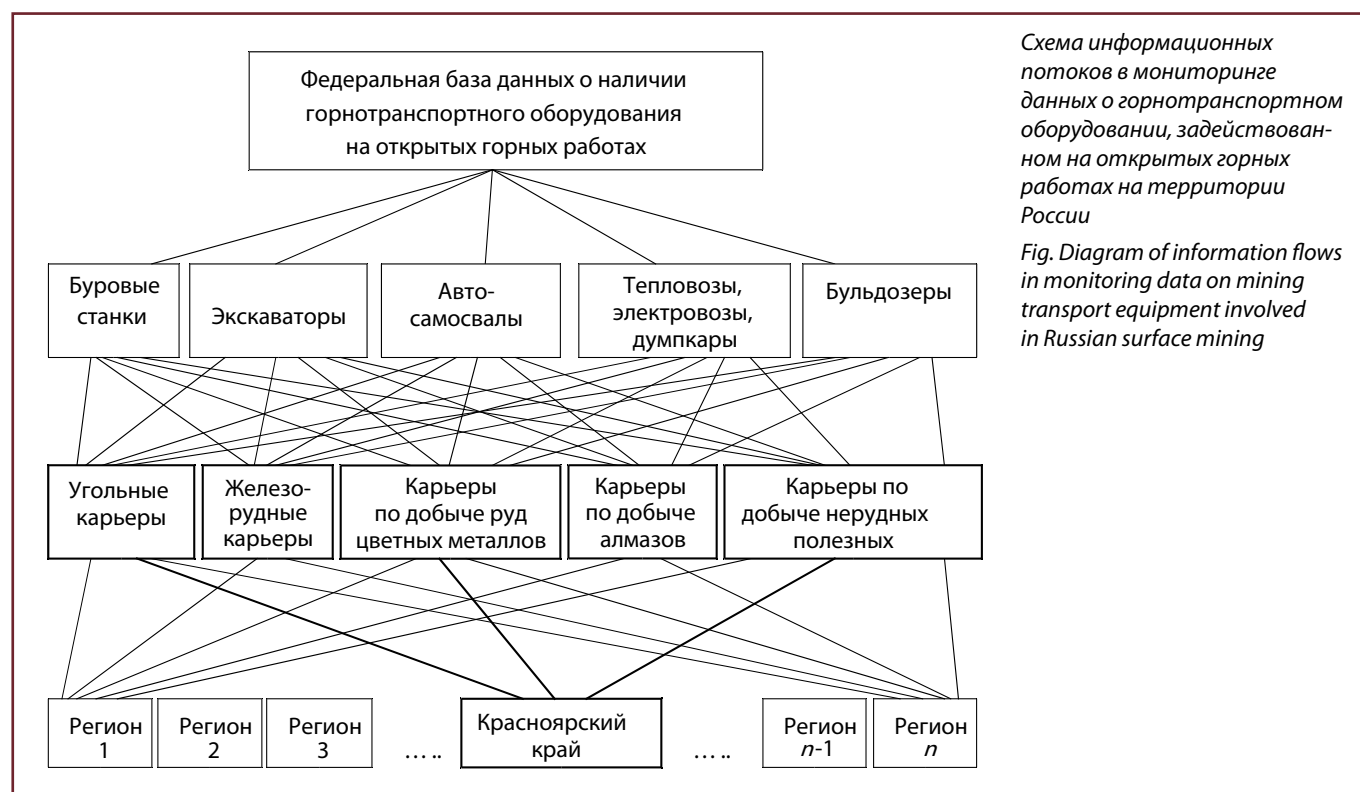 Федеральная база данных о наличии
горнотранспортного оборудования
на открытых горных работах
Схема информационных
потоков в мониторинге
данных о горнотранспортном
оборудовании, задействован-
ном на открытых горных
работах на территории
России
Fig. Diagram of information flows
in monitoring data on mining
transport equipment involved
in Russian surface mining
Буровые
станки
Экскаваторы
Авто-
самосвалы
Тепловозы,
электровозы,
думпкары
Бульдозеры
Угольные
карьеры
Железо-
рудные
карьеры
Карьеры
по добыче руд
цветных металлов
Карьеры
по добыче
алмазов
Карьеры по
добыче нерудных
полезных
Регион
1
Регион
2
Регион
3
.....
Красноярский
край
.....
Регион
n-1
Регион
n